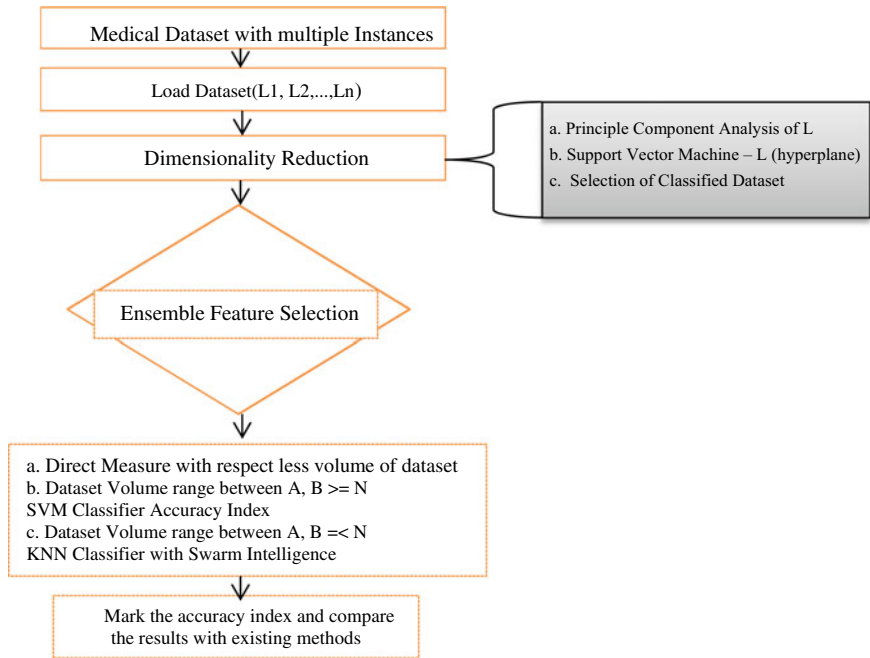 Medical Dataset with multiple Instances
Load Dataset(L1, L2,...,Ln)
Dimensionality Reduction
a. Principle Component Analysis of L
b. Support Vector Machine – L (hyperplane)
c. Selection of Classified Dataset
Ensemble Feature Selection
a. Direct Measure with respect less volume of dataset
b. Dataset Volume range between A, B >= N
SVM Classifier Accuracy Index
c. Dataset Volume range between A, B =< N
KNN Classifier with Swarm Intelligence
Mark the accuracy index and compare
the results with existing methods